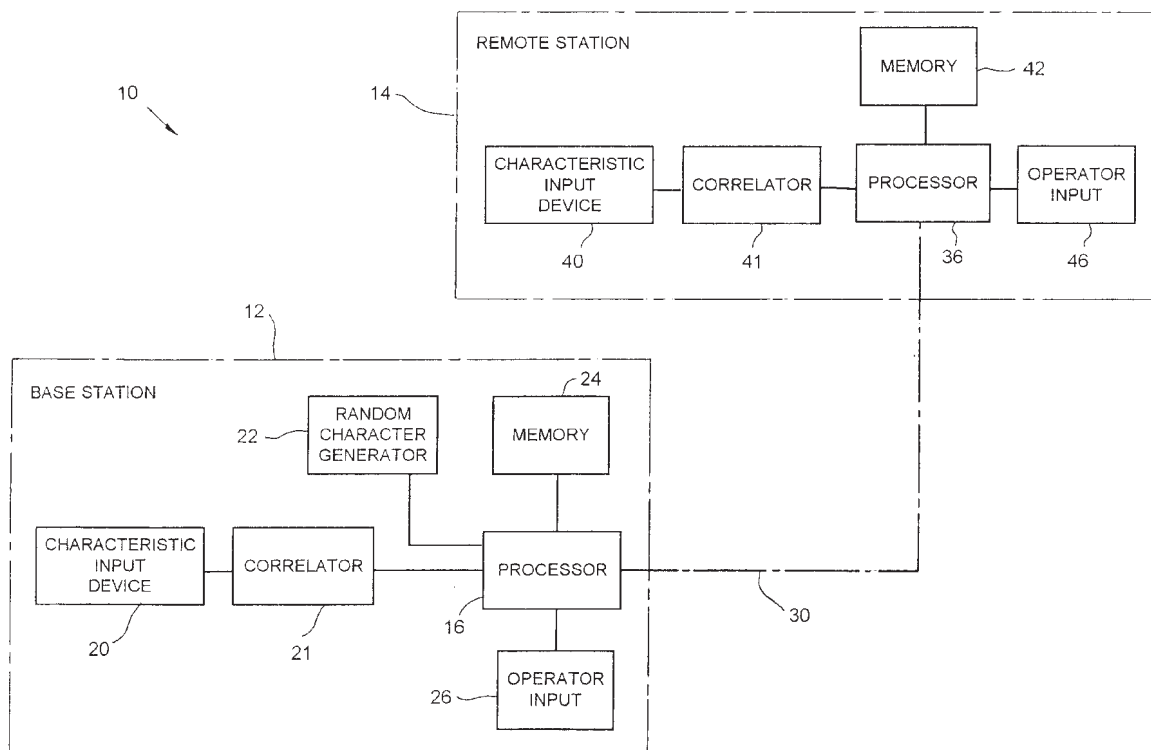 REMOTE STATION
MEMORY
42
10
14
CHARACTERISTIC
INPUT
DEVICE
CORRELATOR
PROCESSOR
OPERATOR
INPUT
40
41
36
46
12
BASE STATION
24
22
RANDOM
CHARACTER
GENERATOR
MEMORY
CHARACTERISTIC
INPUT
DEVICE
CORRELATOR
PROCESSOR
30
20
21
16
26
OPERATOR
INPUT